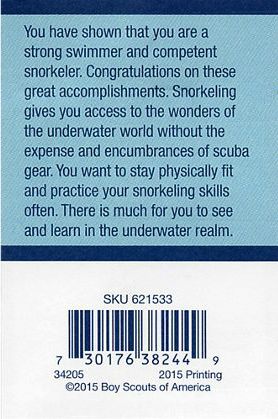 You have shown that you are a
strong swimmer and competent
snorkeler. Congratulations on these
great accomplishments. Snorkeling
gives you access to the wonders of
the underwater world without the
expense and encumbrances of scuba
gear. You want to stay physically fit
and practice your snorkeling skills
often. There is much for you to see
and learn in the underwater realm.
SKU 621533
7 30176 38244 9
34205 2015 Printing
©2015 Boy Scouts of America